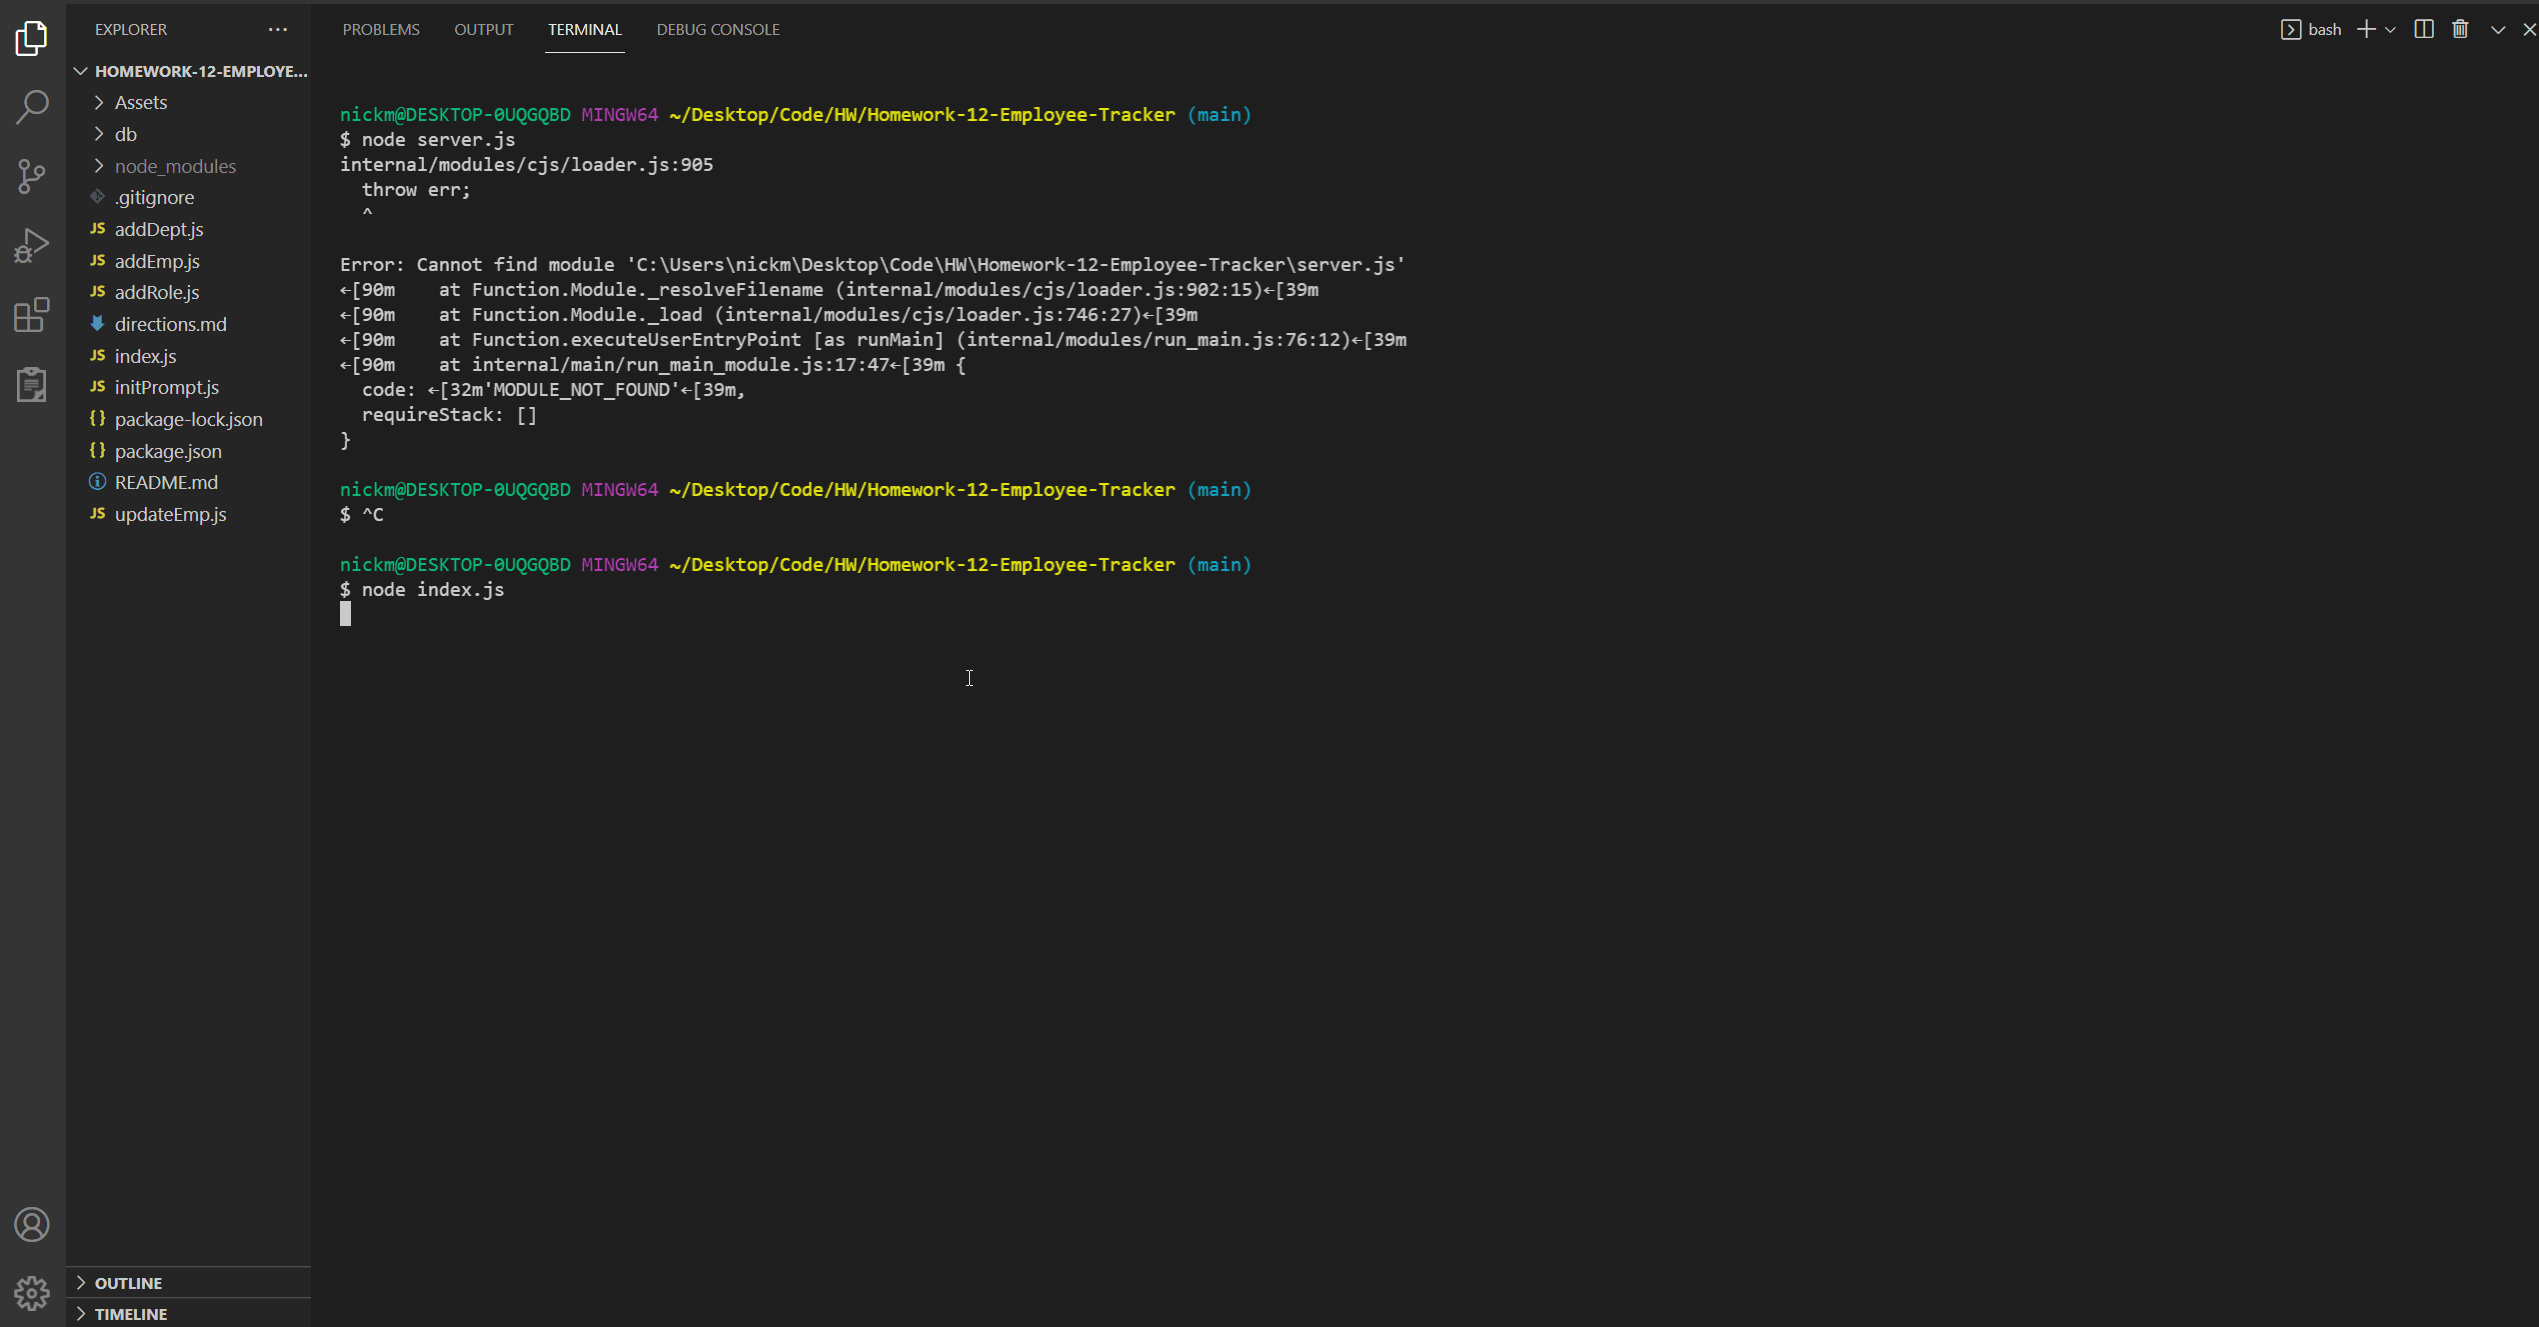 EXPLORER
HOMEWORK-12-EMPLOYE...
Assets
db
node_modules
.gitignore
JS addDept.js
JS addEmp.js
JS addRole.js
directions.md
JS index.js
JS initPrompt.js
{} package-lock.json
{} package.json
README.md
JS updateEmp.js
OUTLINE
TIMELINE
PROBLEMS OUTPUT TERMINAL DEBUG CONSOLE
bash
nickm@DESKTOP-0UQGQBD MINGW64 ~/Desktop/Code/HW/Homework-12-Employee-Tracker (main)
$ node server.js
internal/modules/cjs/loader.js:905
  throw err;
  ^
Error: Cannot find module 'C:\Users\nickm\Desktop\Code\HW\Homework-12-Employee-Tracker\server.js'
←[90m    at Function.Module._resolveFilename (internal/modules/cjs/loader.js:902:15)←[39m
←[90m    at Function.Module._load (internal/modules/cjs/loader.js:746:27)←[39m
←[90m    at Function.executeUserEntryPoint [as runMain] (internal/modules/run_main.js:76:12)←[39m
←[90m    at internal/main/run_main_module.js:17:47←[39m {
  code: ←[32m'MODULE_NOT_FOUND'←[39m,
  requireStack: []
}
nickm@DESKTOP-0UQGQBD MINGW64 ~/Desktop/Code/HW/Homework-12-Employee-Tracker (main)
$ ^C
nickm@DESKTOP-0UQGQBD MINGW64 ~/Desktop/Code/HW/Homework-12-Employee-Tracker (main)
$ node index.js